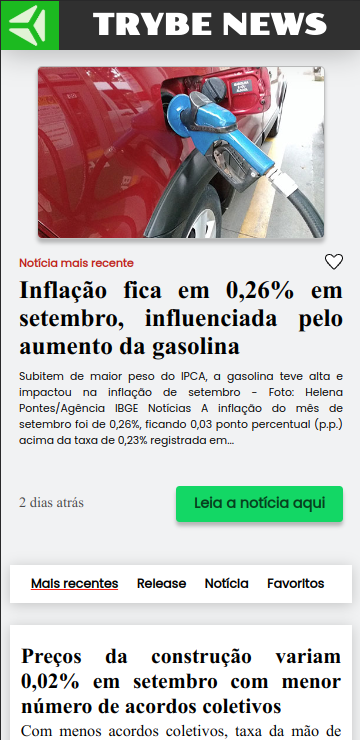 TRYBE NEWS
Notícia mais recente
Inflação fica em 0,26% em
setembro, influenciada pelo
aumento da gasolina
Subitem de maior peso do IPCA, a gasolina teve alta e
impactou na inflação de setembro - Foto: Helena
Pontes/Agência IBGE Notícias A inflação do mês de
setembro foi de 0,26%, ficando 0,03 ponto percentual (p.p.)
acima da taxa de 0,23% registrada em...
2 dias atrás
Leia a notícia aqui
Mais recentes Release Notícia Favoritos
Preços da construção variam
0,02% em setembro com menor
número de acordos coletivos
Com menos acordos coletivos, taxa da mão de